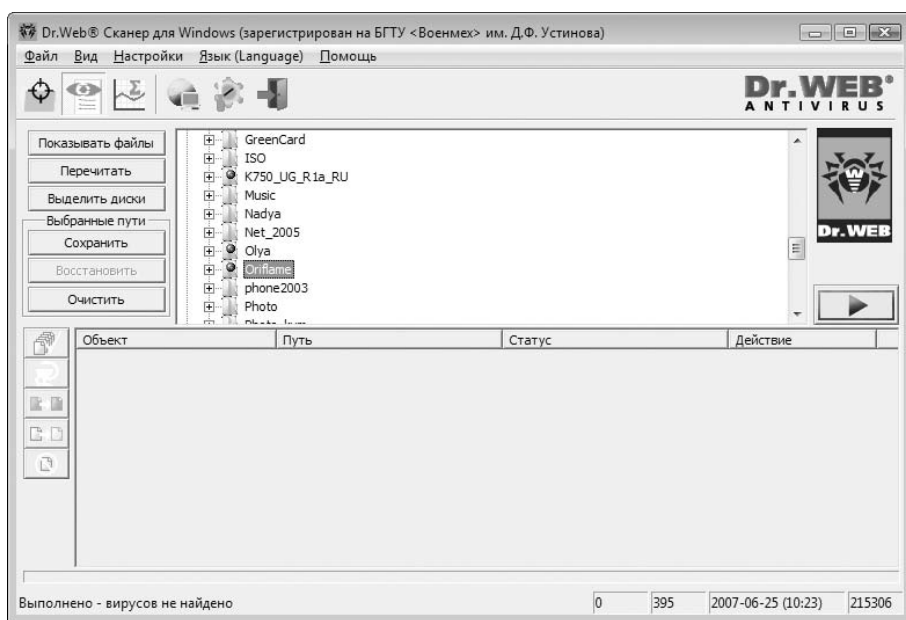 Dr.Web® Сканер для Windows (зарегистрирован на БГТУ <Военмех> им. Д.Ф. Устинова)
Файл Вид Настройки Язык (Language) Помощь
Dr.WEB®
ANTIVIRUS
Показывать файлы
Перечитать
Выделить диски
Выбранные пути
Сохранить
Восстановить
Очистить
GreenCard
ISO
K750_UG_R1a_RU
Music
Nadya
Net_2005
Olya
Oriflame
phone2003
Photo
Dr.WEB
Объект Путь Статус Действие
Выполнено - вирусов не найдено 0 395 2007-06-25 (10:23) 215306